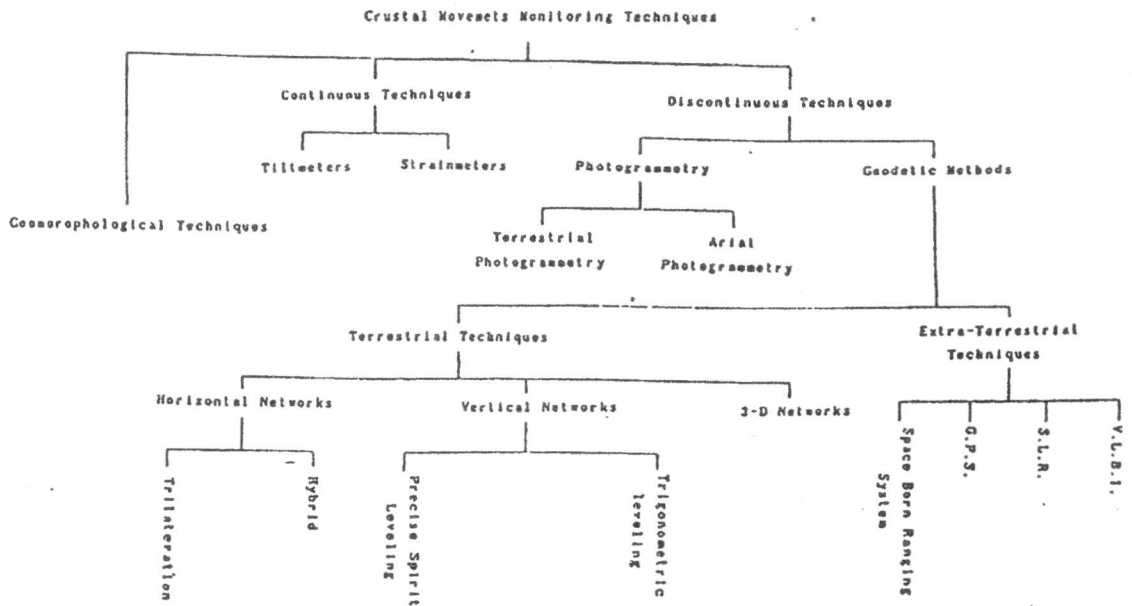 Crustal Movemets Monitoring Techniques
Continuous Techniques
Discontinuous Techniques
Tiltmeters
Strainmeters
Photogrammetry
Geodetic Methods
Geomorophological Techniques
Terrestrial
Photogrammetry
Arial
Photogrammetry
Terrestrial Techniques
Extra-Terrestrial
Techniques
Horizontal Networks
Vertical Networks
3-D Networks
Trilateration
Hybrid
Precise Spirit
Leveling
Trigonometric
leveling
Space Born Ranging
System
G.P.S.
S.L.R.
V.L.B.I.